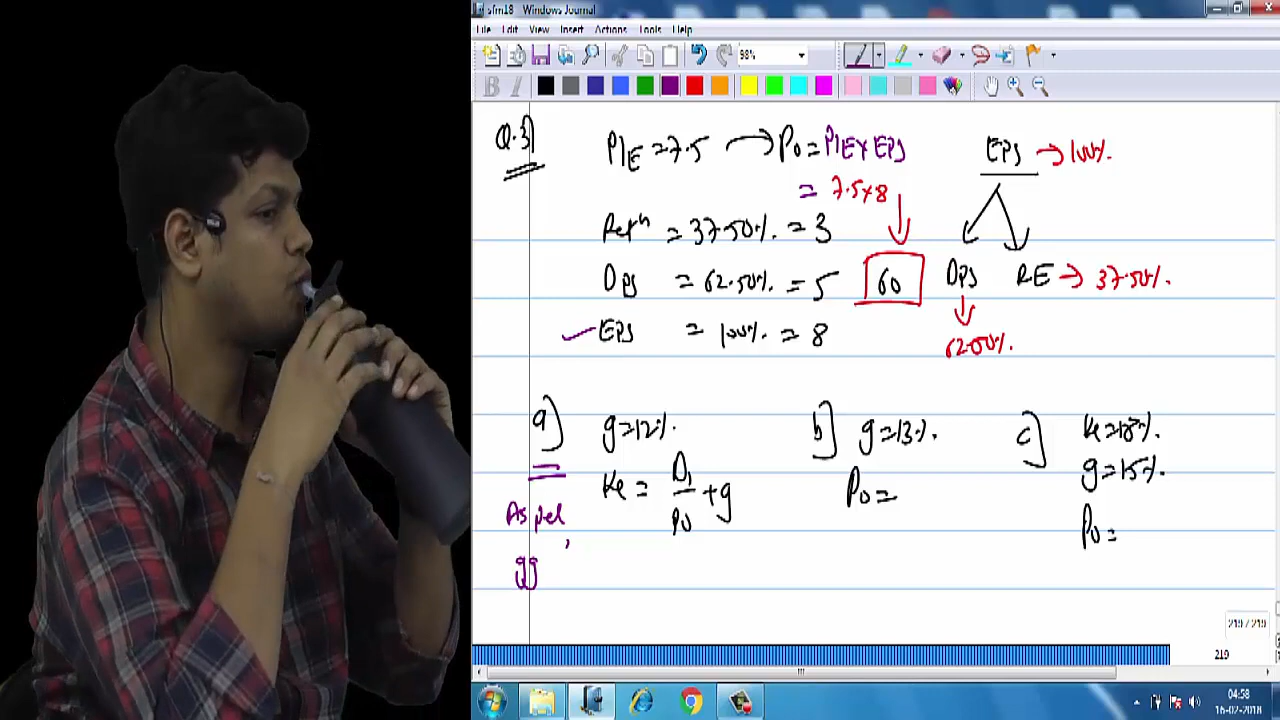 sfm18 - Windows Journal
File Edit View Insert Actions Tools Help
98%
B I
Q.3)
P/E = 7.5 → P0 = P/E x EPS
= 7.5 x 8
60
Retn = 37.50% = 3
DPS = 62.50% = 5
EPS = 100% = 8
EPS → 100%
DPS RE → 37.50%
62.50%
a)
As per
gg
g = 12%
Ke = D1/P0 + g
b) g = 13%.
P0 =
c) Ke = 18%.
g = 15%.
P0 =
219 / 219
219
04:58
16-02-2018